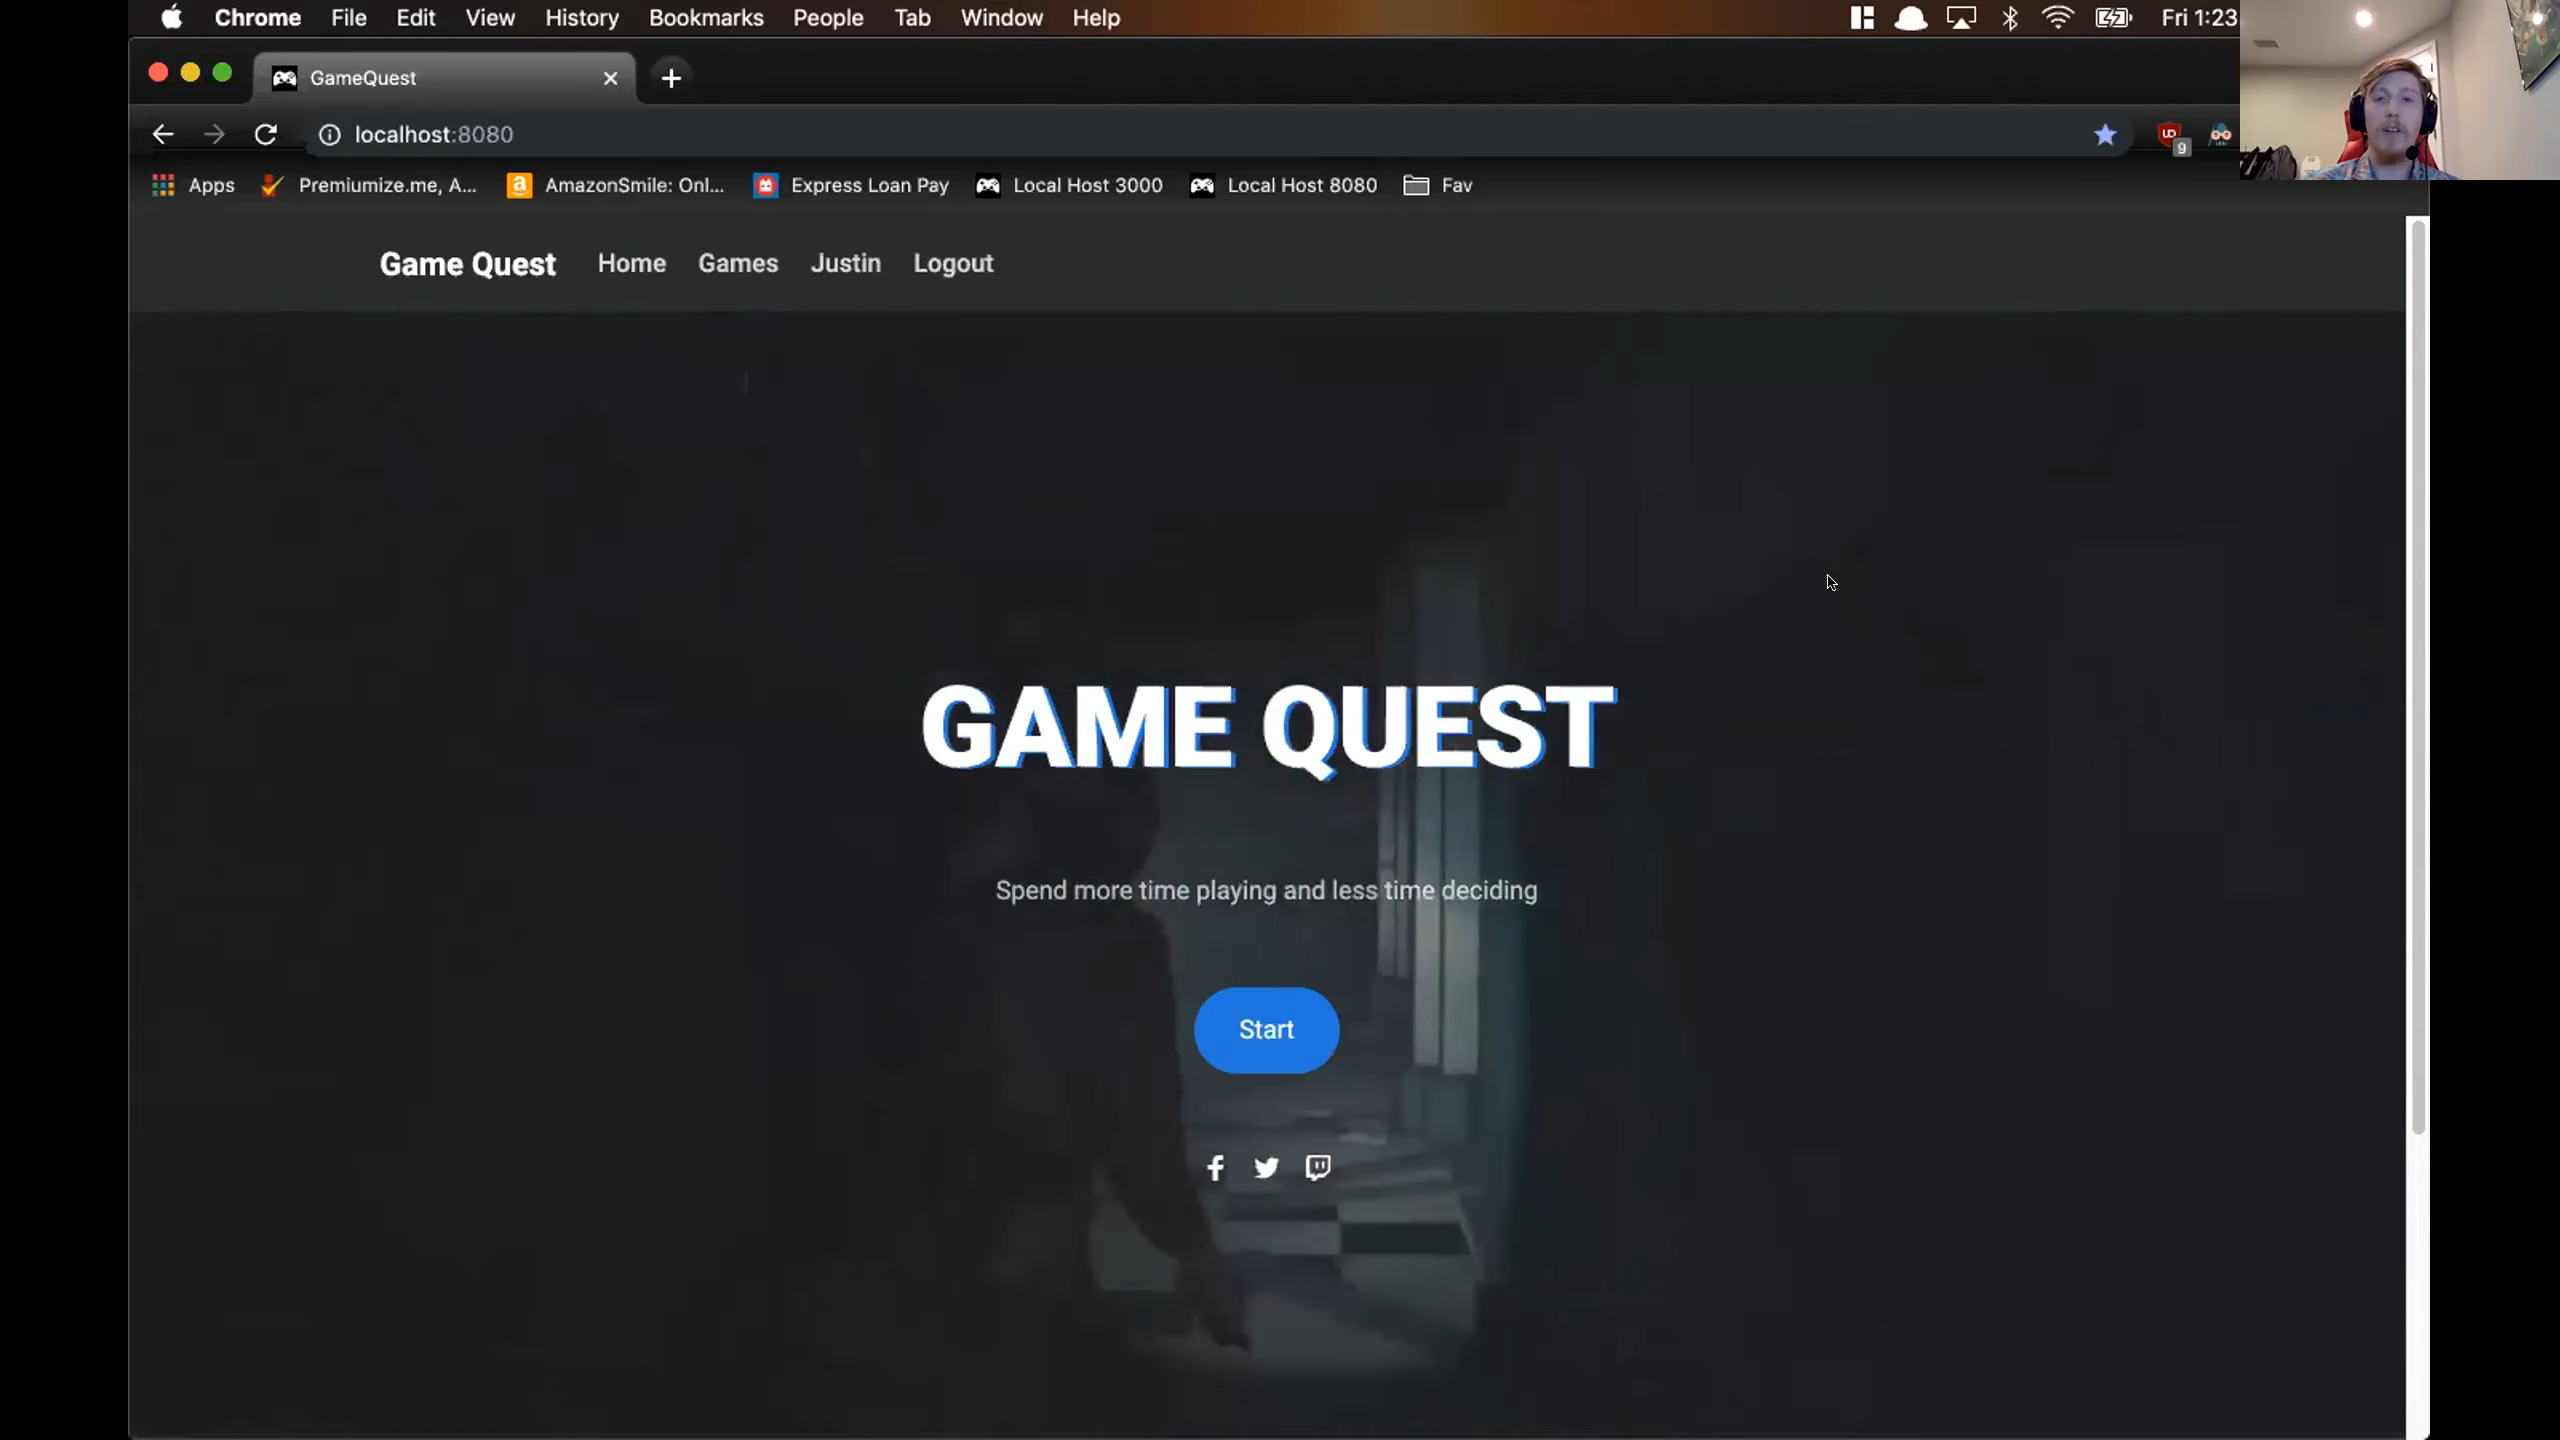 Chrome File Edit View History Bookmarks People Tab Window Help Fri 1:23
GameQuest
localhost:8080
9
Apps Premiumize.me, A... AmazonSmile: Onl... Express Loan Pay Local Host 3000 Local Host 8080 Fav
Game Quest Home Games Justin Logout
GAME QUEST
Spend more time playing and less time deciding
Start